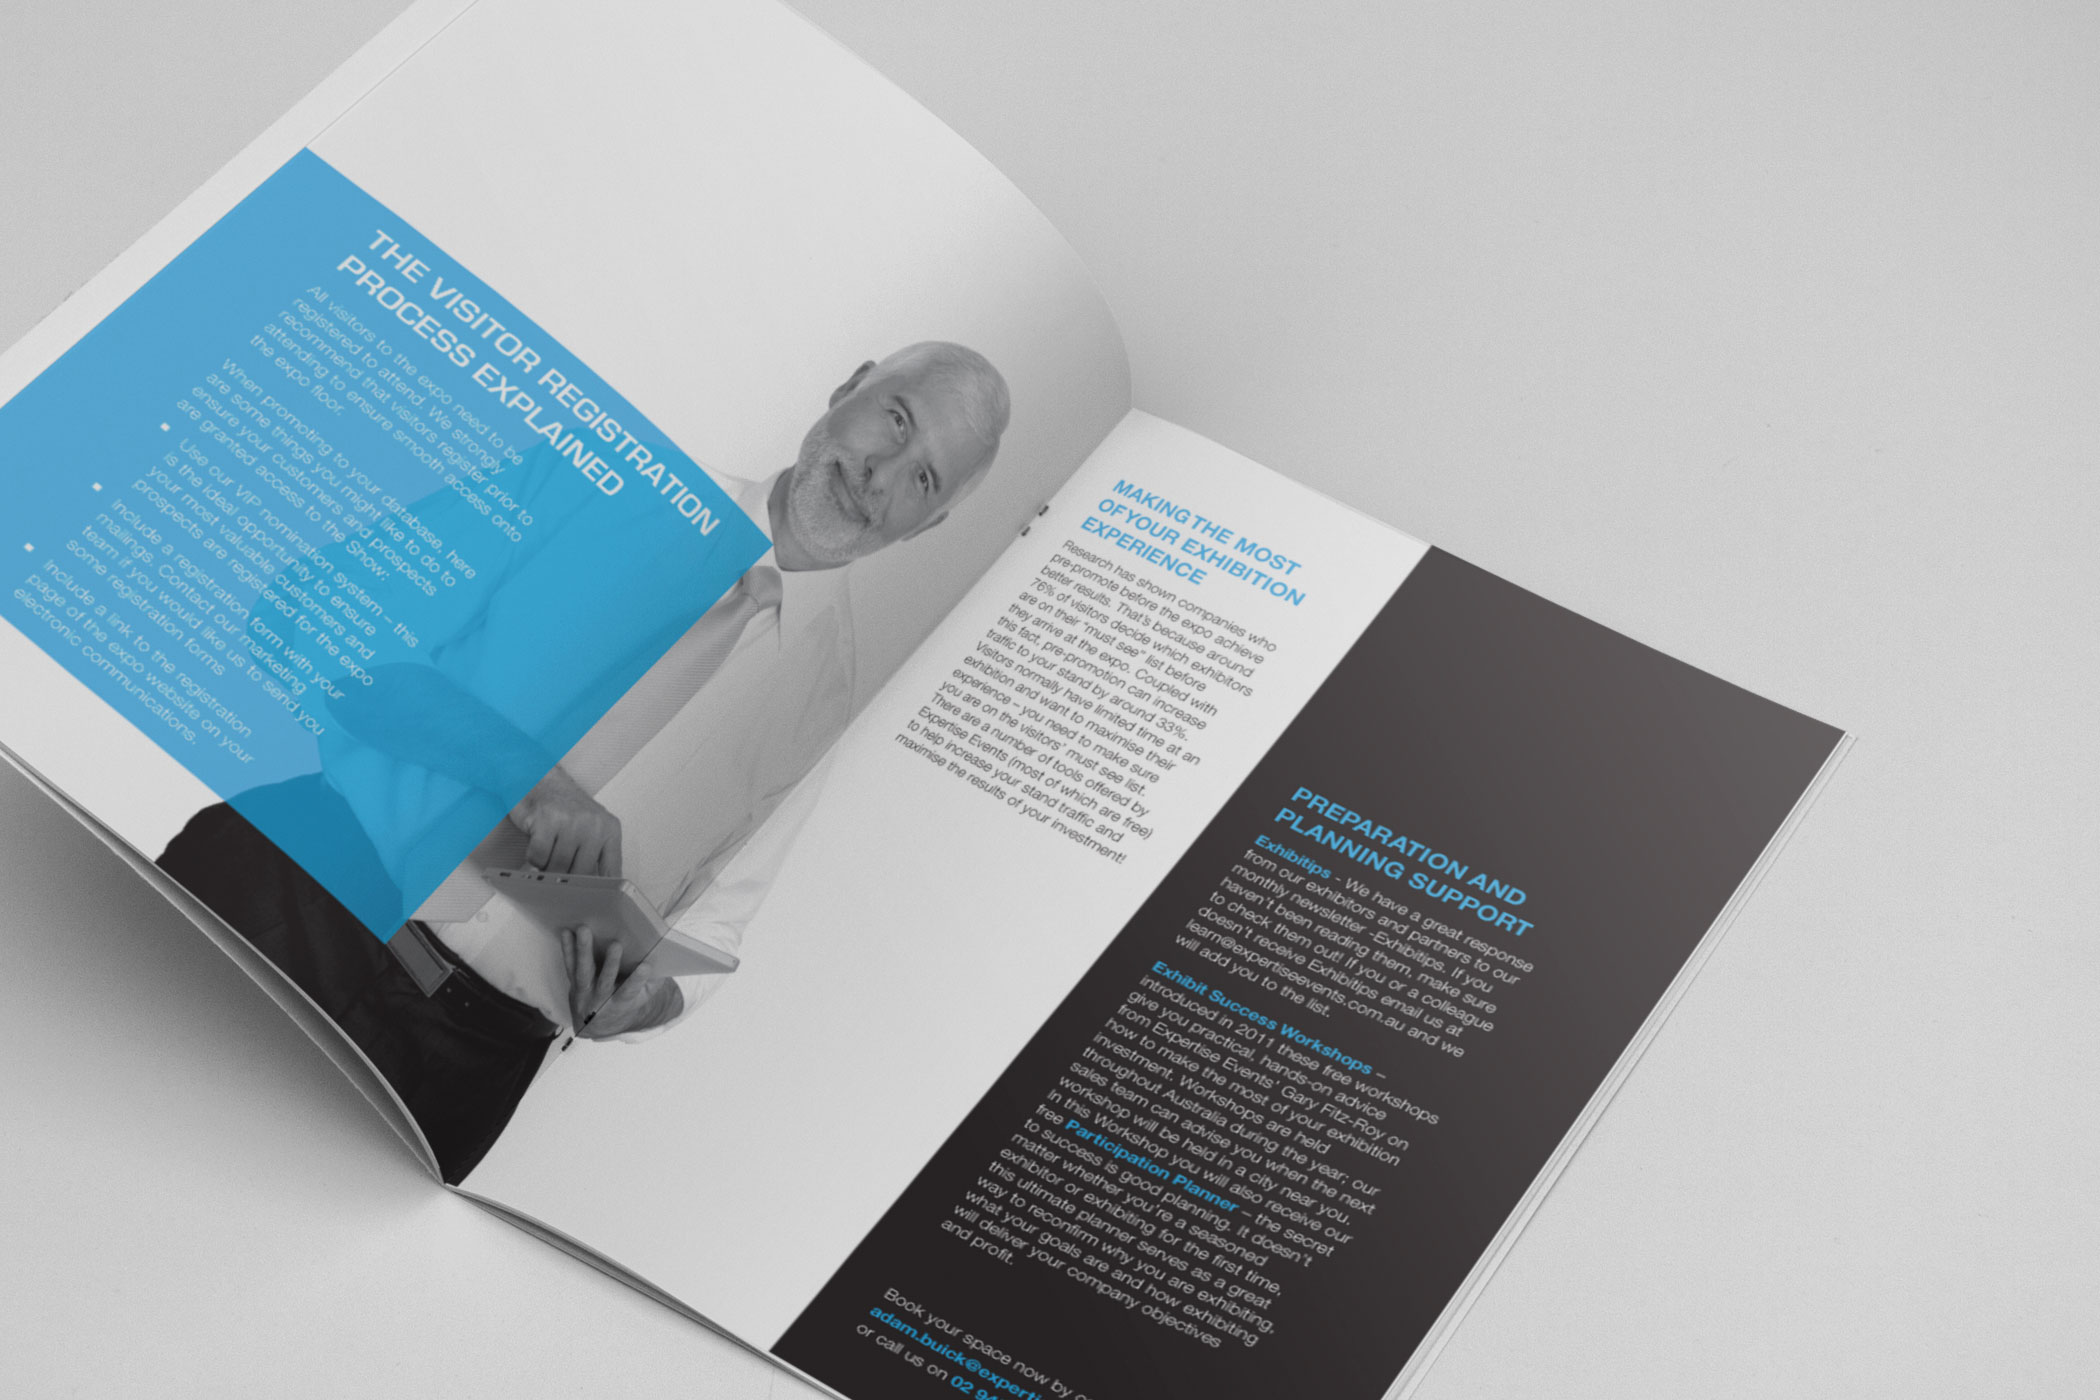 THE VISITOR REGISTRATION
PROCESS EXPLAINED
All visitors to the expo need to be
registered to attend. We strongly
recommend that visitors register prior to
attending to ensure smooth access onto
the expo floor.
When promoting to your database, here
are some things you might like to do to
ensure your customers and prospects
are granted access to the Show:
▪ Use our VIP nomination system – this
is the ideal opportunity to ensure
your most valuable customers and
prospects are registered for the expo
▪ Include a registration form with your
mailings. Contact our marketing
team if you would like us to send you
some registration forms
▪ Include a link to the registration
page of the expo website on your
electronic communications.
MAKING THE MOST
OF YOUR EXHIBITION
EXPERIENCE
Research has shown companies who
pre-promote before the expo achieve
better results. That's because around
76% of visitors decide which exhibitors
are on their "must see" list before
they arrive at the expo. Coupled with
this fact, pre-promotion can increase
traffic to your stand by around 33%.
Visitors normally have limited time at an
exhibition and want to maximise their
experience – you need to make sure
you are on the visitors' must see list.
There are a number of tools offered by
Expertise Events (most of which are free)
to help increase your stand traffic and
maximise the results of your investment!
PREPARATION AND
PLANNING SUPPORT
Exhibitips - We have a great response
from our exhibitors and partners to our
monthly newsletter -Exhibitips. If you
haven't been reading them, make sure
to check them out! If you or a colleague
doesn't receive Exhibitips email us at
learn@expertiseevents.com.au and we
will add you to the list.
Exhibit Success Workshops –
introduced in 2011 these free workshops
give you practical, hands-on advice
from Expertise Events' Gary Fitz-Roy on
how to make the most of your exhibition
investment. Workshops are held
throughout Australia during the year; our
sales team can advise you when the next
workshop will be held in a city near you.
In this Workshop you will also receive our
free Participation Planner – the secret
to success is good planning. It doesn't
matter whether you're a seasoned
exhibitor or exhibiting for the first time,
this ultimate planner serves as a great
way to reconfirm why you are exhibiting,
what your goals are and how exhibiting
will deliver your company objectives
and profit.
Book your space now by
adam.buick@experti
or call us on 02 9